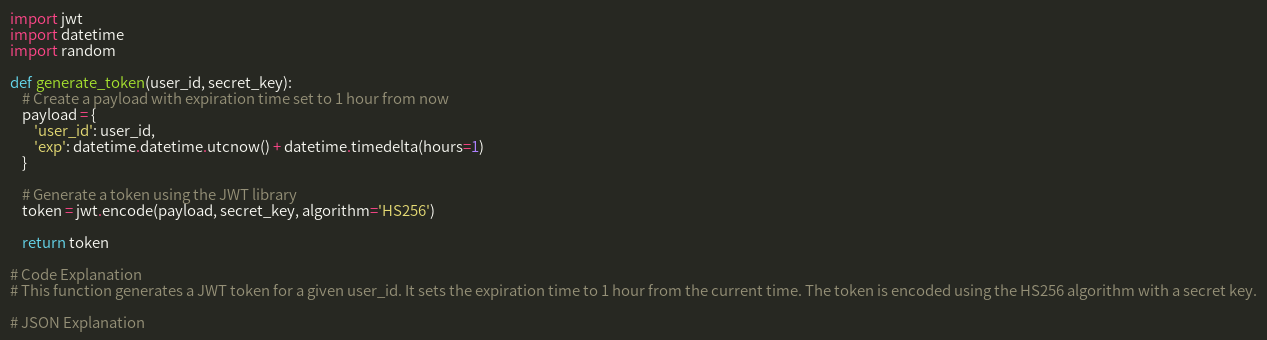 import jwt
import datetime
import random
def generate_token(user_id, secret_key):
# Create a payload with expiration time set to 1 hour from now
payload = {
'user_id': user_id,
'exp': datetime.datetime.utcnow() + datetime.timedelta(hours=1)
}
# Generate a token using the JWT library
token = jwt.encode(payload, secret_key, algorithm='HS256')
return token
# Code Explanation
# This function generates a JWT token for a given user_id. It sets the expiration time to 1 hour from the current time. The token is encoded using the HS256 algorithm with a secret key.
# JSON Explanation